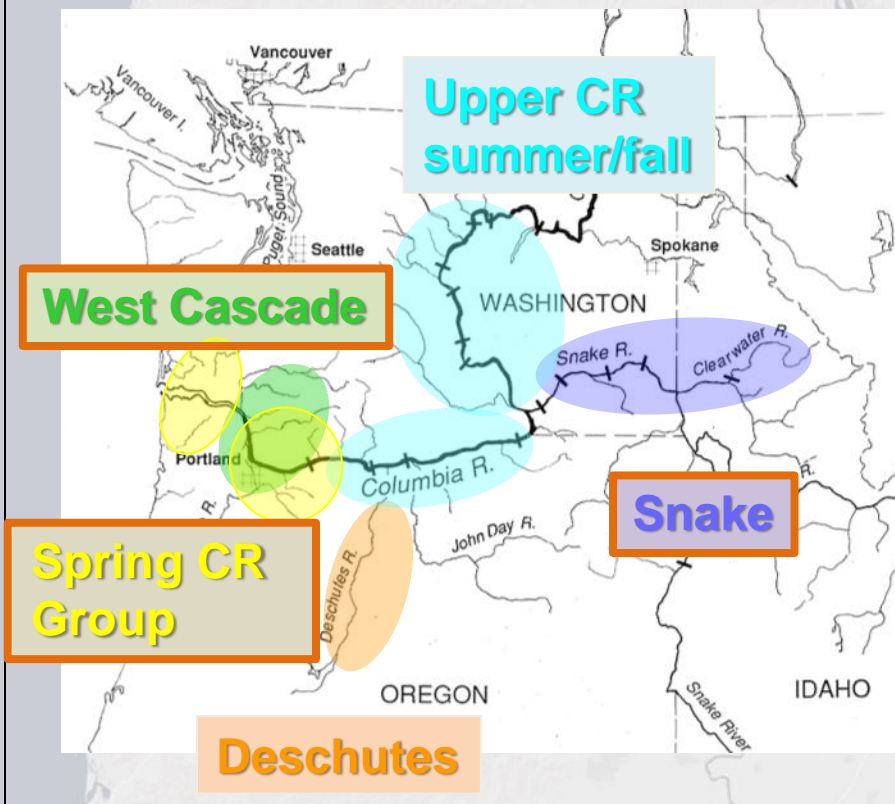 Vancouver
Vancouver I.
Upper CR
summer/fall
Puget Sound
Seattle
Spokane
West Cascade
WASHINGTON
Snake R.
Clearwater R.
Portland
Columbia R.
R.
R.
Snake
Spring CR
Group
John Day R.
Deschutes R.
OREGON
IDAHO
Snake River
Deschutes